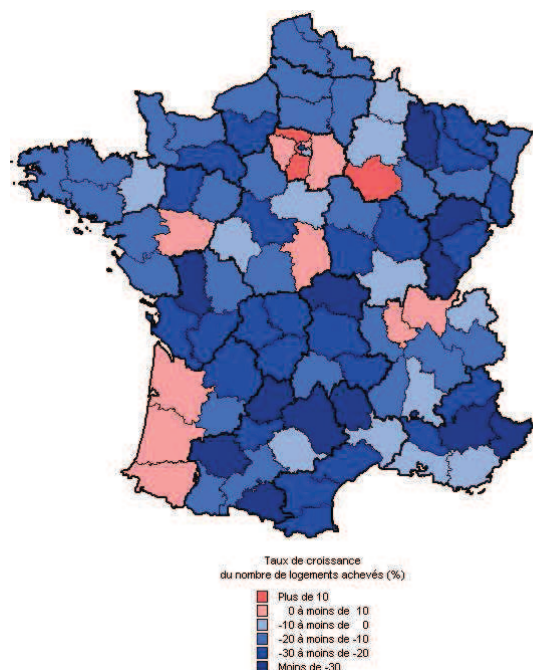 Taux de croissance
du nombre de logements achevés (%)
Plus de 10
0 à moins de 10
-10 à moins de 0
-20 à moins de -10
-30 à moins de -20
Moins de -30